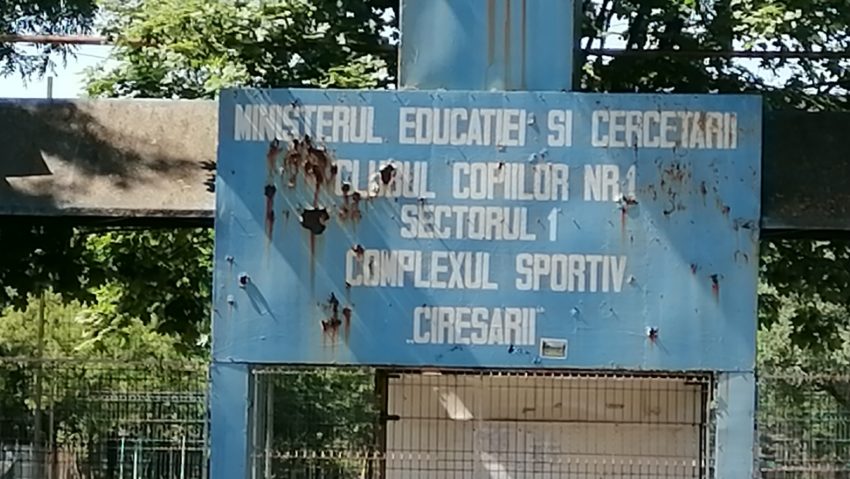 MINISTERUL EDUCATIEI SI CERCETARII
CLUBUL COPIILOR NR.1
SECTORUL 1
COMPLEXUL SPORTIV
„CIRESARII”